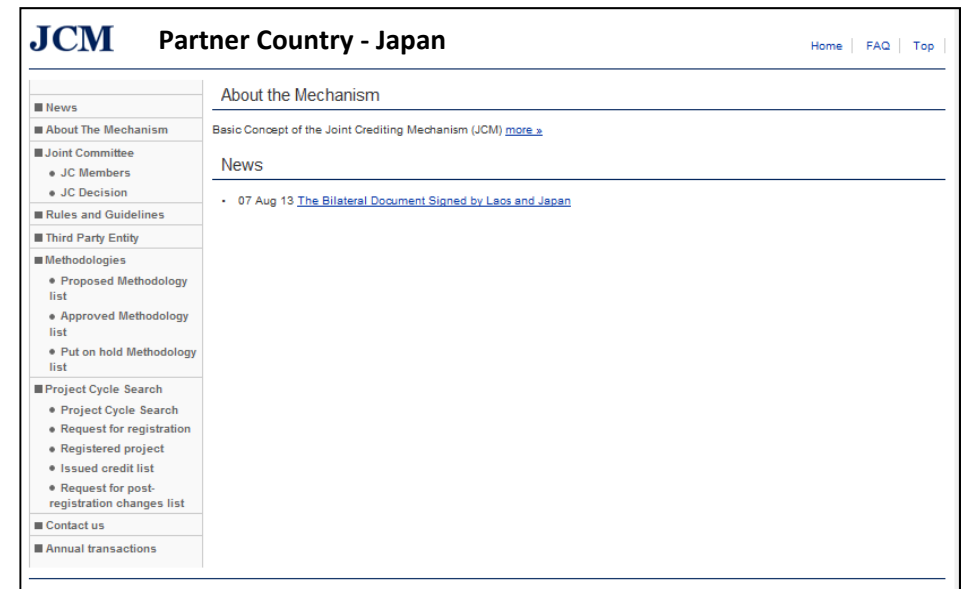 JCM Partner Country - Japan
Home FAQ Top
News
About The Mechanism
Joint Committee
JC Members
JC Decision
Rules and Guidelines
Third Party Entity
Methodologies
Proposed Methodology
list
Approved Methodology
list
Put on hold Methodology
list
Project Cycle Search
Project Cycle Search
Request for registration
Registered project
Issued credit list
Request for post-
registration changes list
Contact us
Annual transactions
About the Mechanism
Basic Concept of the Joint Crediting Mechanism (JCM) more »
News
• 07 Aug 13 The Bilateral Document Signed by Laos and Japan